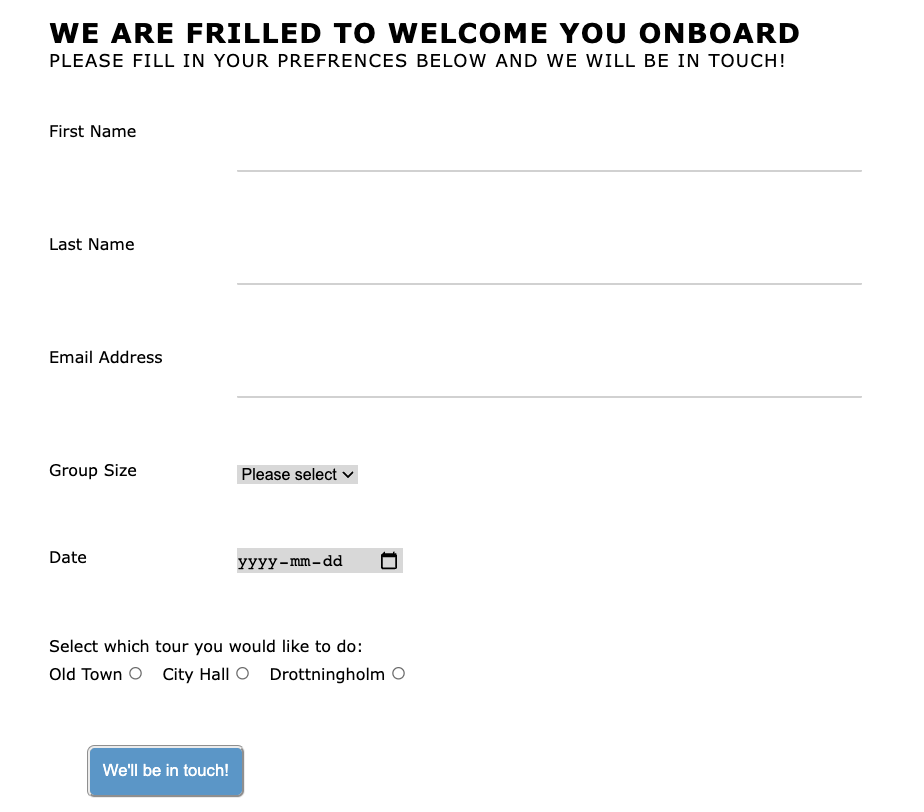 WE ARE FRILLED TO WELCOME YOU ONBOARD
PLEASE FILL IN YOUR PREFRENCES BELOW AND WE WILL BE IN TOUCH!
First Name
Last Name
Email Address
Group Size Please select
Date yyyy-mm-dd
Select which tour you would like to do:
Old Town City Hall Drottningholm
We'll be in touch!